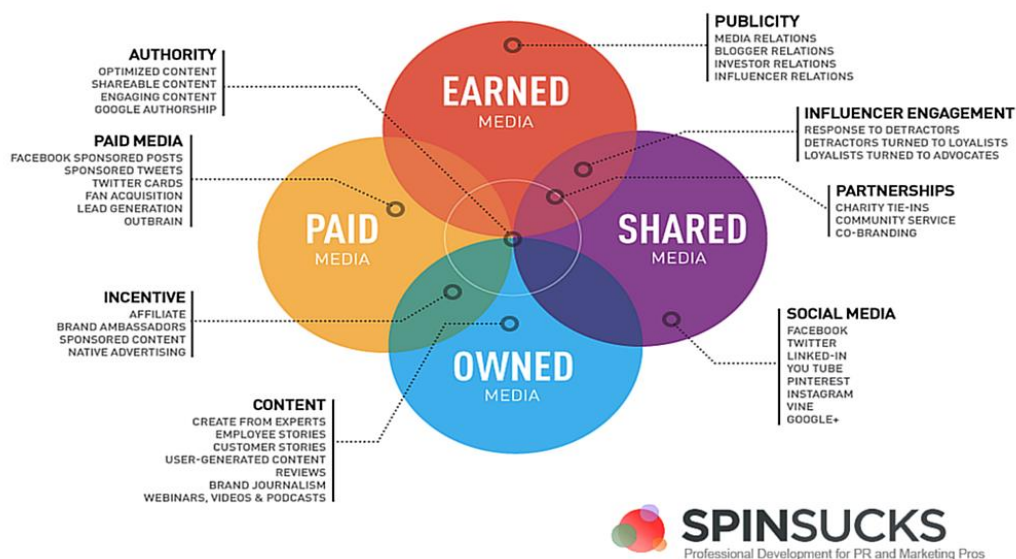 PUBLICITY
MEDIA RELATIONS
BLOGGER RELATIONS
INVESTOR RELATIONS
INFLUENCER RELATIONS
AUTHORITY
OPTIMIZED CONTENT
SHAREABLE CONTENT
ENGAGING CONTENT
GOOGLE AUTHORSHIP
EARNED
MEDIA
INFLUENCER ENGAGEMENT
RESPONSE TO DETRACTORS
DETRACTORS TURNED TO LOYALISTS
LOYALISTS TURNED TO ADVOCATES
PAID MEDIA
FACEBOOK SPONSORED POSTS
SPONSORED TWEETS
TWITTER CARDS
FAN ACQUISITION
LEAD GENERATION
OUTBRAIN
PARTNERSHIPS
CHARITY TIE-INS
COMMUNITY SERVICE
CO-BRANDING
PAID
MEDIA
SHARED
MEDIA
INCENTIVE
AFFILIATE
BRAND AMBASSADORS
SPONSORED CONTENT
NATIVE ADVERTISING
SOCIAL MEDIA
FACEBOOK
TWITTER
LINKED-IN
YOU TUBE
PINTEREST
INSTAGRAM
VINE
GOOGLE+
OWNED
MEDIA
CONTENT
CREATE FROM EXPERTS
EMPLOYEE STORIES
CUSTOMER STORIES
USER-GENERATED CONTENT
REVIEWS
BRAND JOURNALISM
WEBINARS, VIDEOS & PODCASTS
SPINSUCKS
Professional Development for PR and Marketing Pros